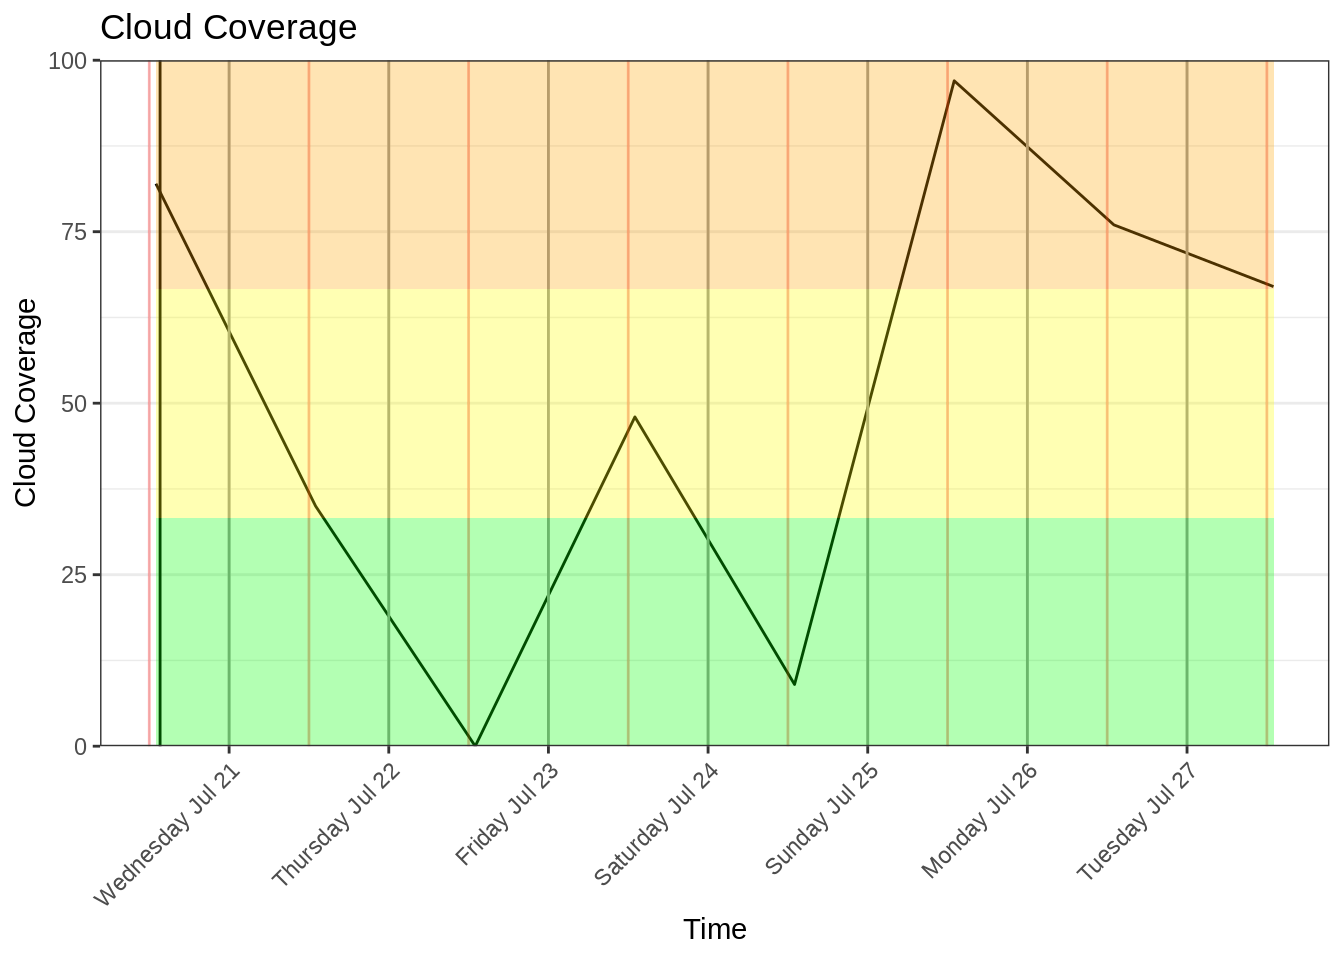 Cloud Coverage
Cloud Coverage
100
75
50
25
0
Wednesday Jul 21
Thursday Jul 22
Friday Jul 23
Saturday Jul 24
Sunday Jul 25
Monday Jul 26
Tuesday Jul 27
Time